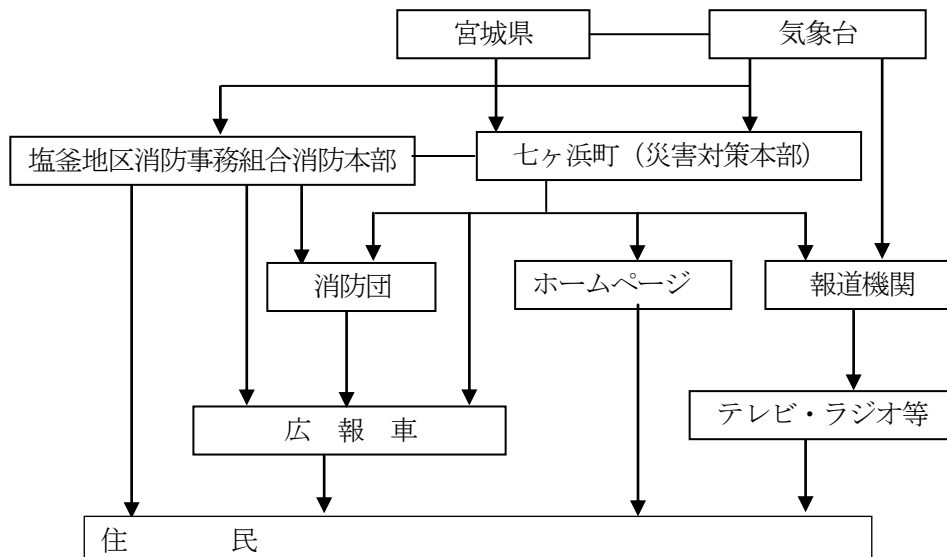 宮城県
気象台
塩釜地区消防事務組合消防本部
七ヶ浜町（災害対策本部）
消防団
ホームページ
報道機関
広　報　車
テレビ・ラジオ等
住　　　　民